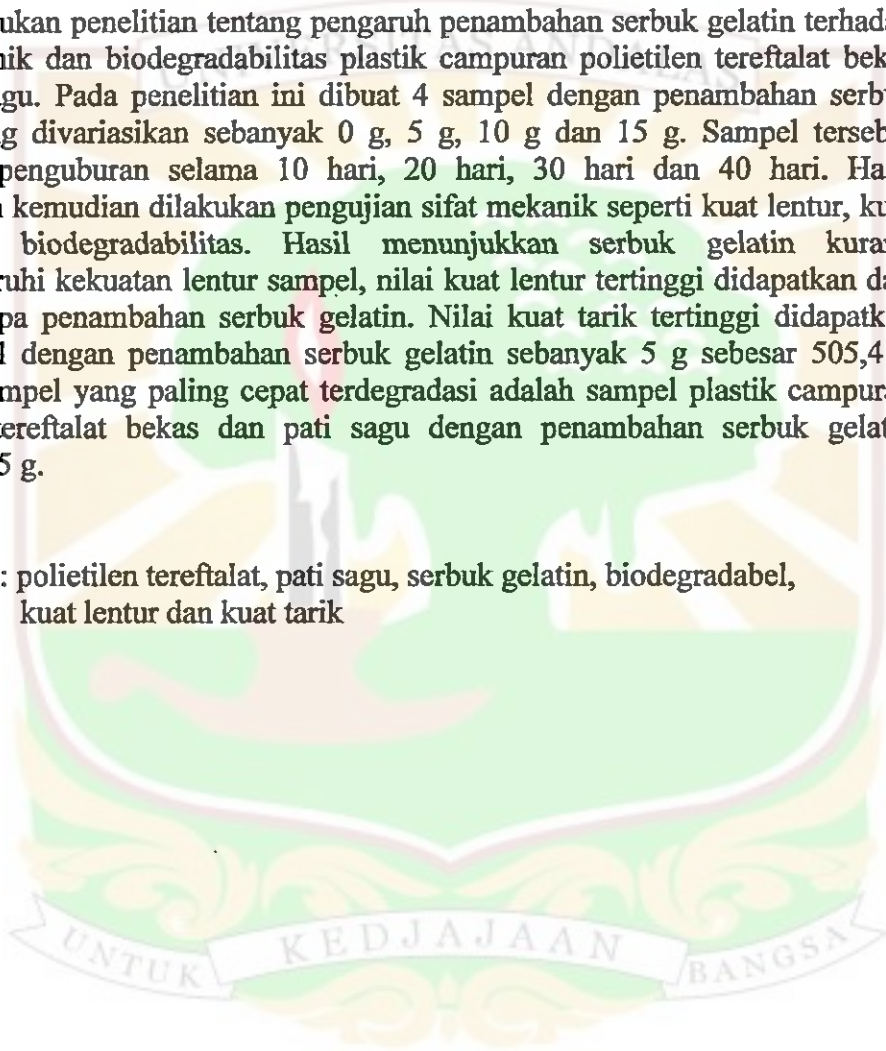 ukan penelitian tentang pengaruh penambahan serbuk gelatin terhad
nik dan biodegradabilitas plastik campuran polietilen tereftalat bek
gu. Pada penelitian ini dibuat 4 sampel dengan penambahan serb
g divariasikan sebanyak 0 g, 5 g, 10 g dan 15 g. Sampel terseb
penguburan selama 10 hari, 20 hari, 30 hari dan 40 hari. Ha
kemudian dilakukan pengujian sifat mekanik seperti kuat lentur, ku
biodegradabilitas. Hasil menunjukkan serbuk gelatin kura
ruhi kekuatan lentur sampel, nilai kuat lentur tertinggi didapatkan da
pa penambahan serbuk gelatin. Nilai kuat tarik tertinggi didapatk
l dengan penambahan serbuk gelatin sebanyak 5 g sebesar 505,4
mpel yang paling cepat terdegradasi adalah sampel plastik campur
ereftalat bekas dan pati sagu dengan penambahan serbuk gelat
5 g.
: polietilen tereftalat, pati sagu, serbuk gelatin, biodegradabel,
kuat lentur dan kuat tarik
UNIVERSITAS ANDALAS
UNTUK KEDJAJAAN BANGSA